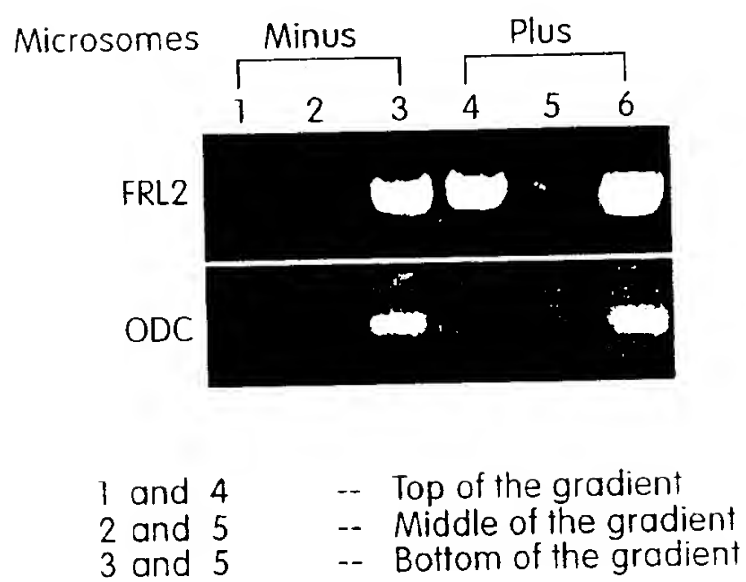 Microsomes Minus Plus
1 2 3 4 5 6
FRL2
ODC
1 and 4 -- Top of the gradient
2 and 5 -- Middle of the gradient
3 and 5 -- Bottom of the gradient